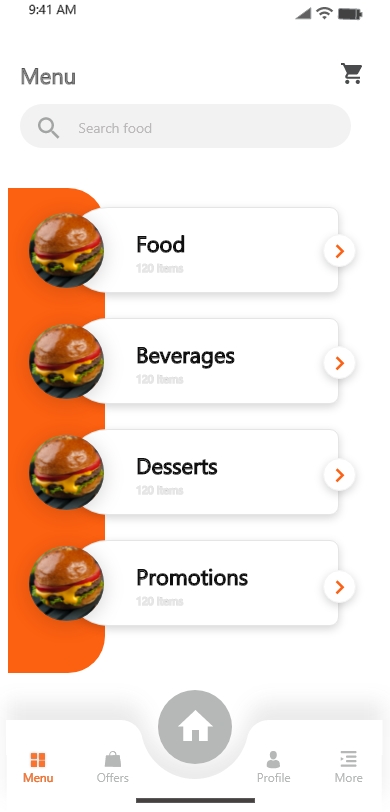 9:41 AM
Menu
Search food
Food
120 items
Beverages
120 items
Desserts
120 items
Promotions
120 items
Menu
Offers
Profile
More